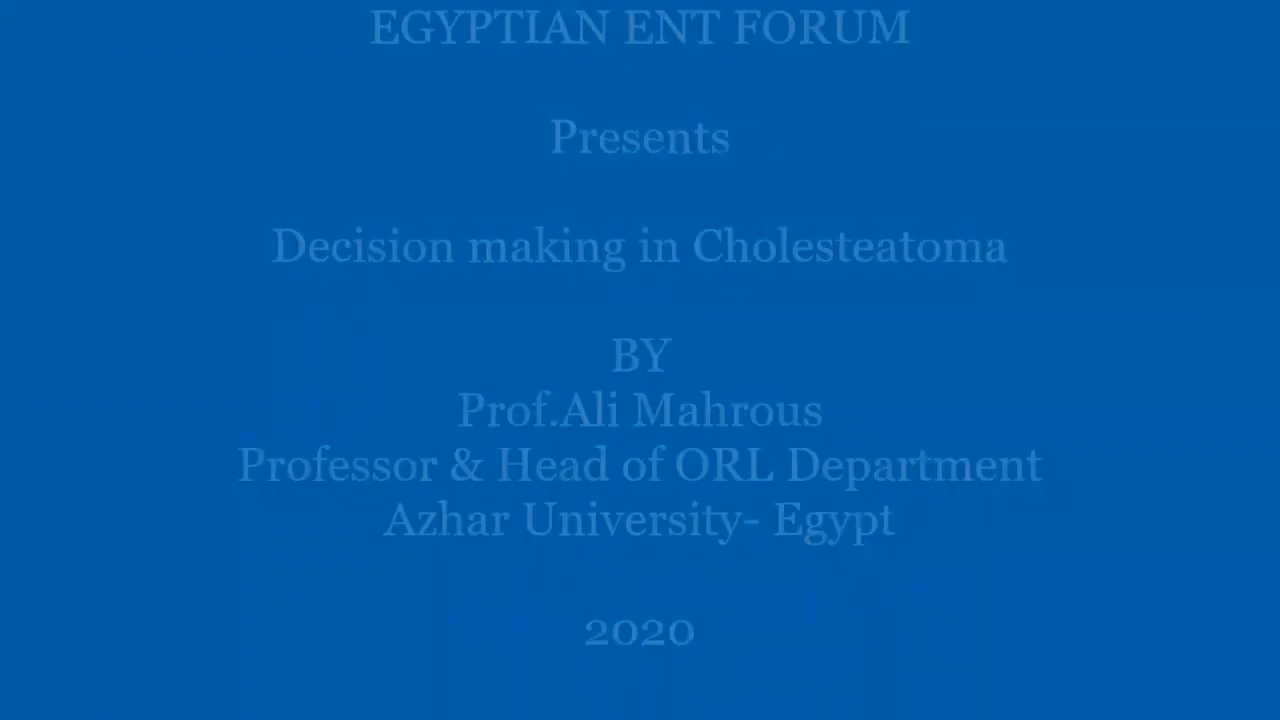 EGYPTIAN ENT FORUM
Presents
Decision making in Cholesteatoma
BY
Prof.Ali Mahrous
Professor & Head of ORL Department
Azhar University- Egypt
2020